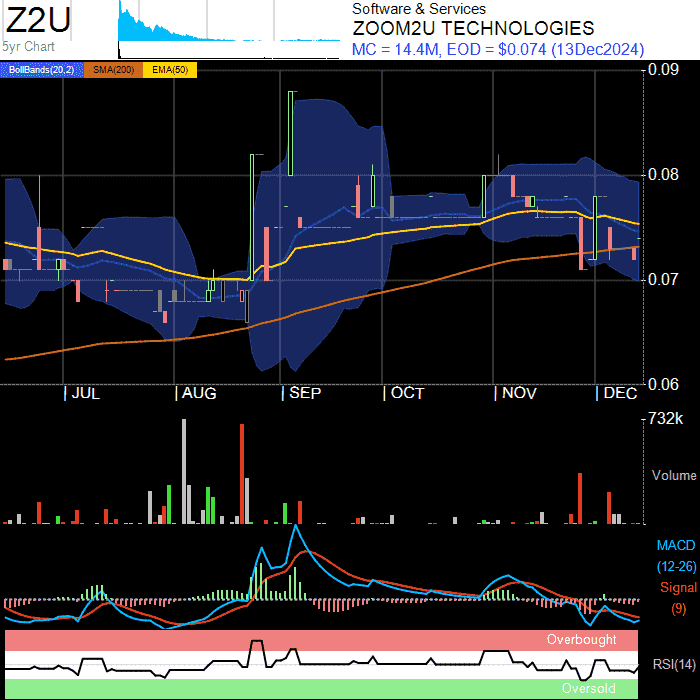 Z2U
5yr Chart
Software & Services
ZOOM2U TECHNOLOGIES
MC = 14.4M, EOD = $0.074 (13Dec2024)
BollBands(20,2) SMA(200) EMA(50)
0.09
0.08
0.07
0.06
JUL AUG SEP OCT NOV DEC
732k
Volume
MACD
(12-26)
Signal
(9)
Overbought
RSI(14)
Oversold